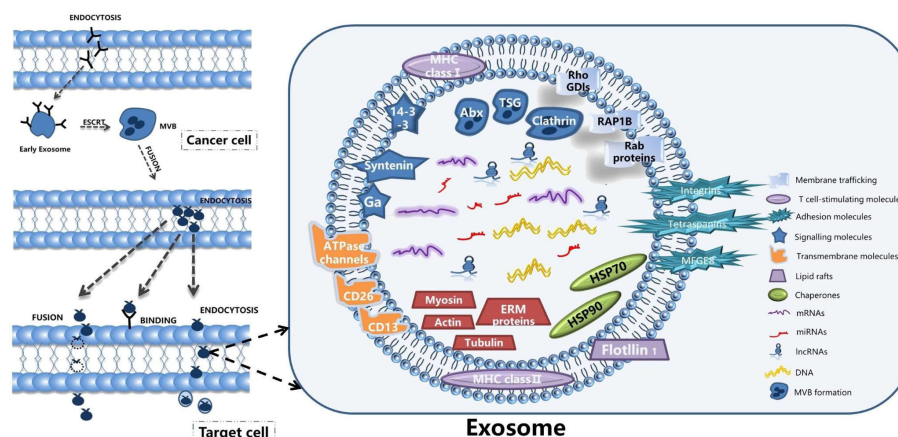 ENDOCYTOSIS
ESCRT
Early Exosome
MVB
Cancer cell
FUSION
ENDOCYTOSIS
FUSION
BINDING
ENDOCYTOSIS
Target cell
MHC
class I
14-3
-3
Abx
TSG
Clathrin
Rho
GDIs
RAP1B
Rab
proteins
Syntenin
Ga
Integrins
Tetraspanins
MFGE8
ATPase
channels
CD26
CD13
Myosin
Actin
ERM
proteins
Tubulin
HSP70
HSP90
Flotllin 1
MHC class II
Exosome
Membrane trafficking
T cell-stimulating molecule
Adhesion molecules
Signalling molecules
Transmembrane molecules
Lipid rafts
Chaperones
mRNAs
miRNAs
lncRNAs
DNA
MVB formation